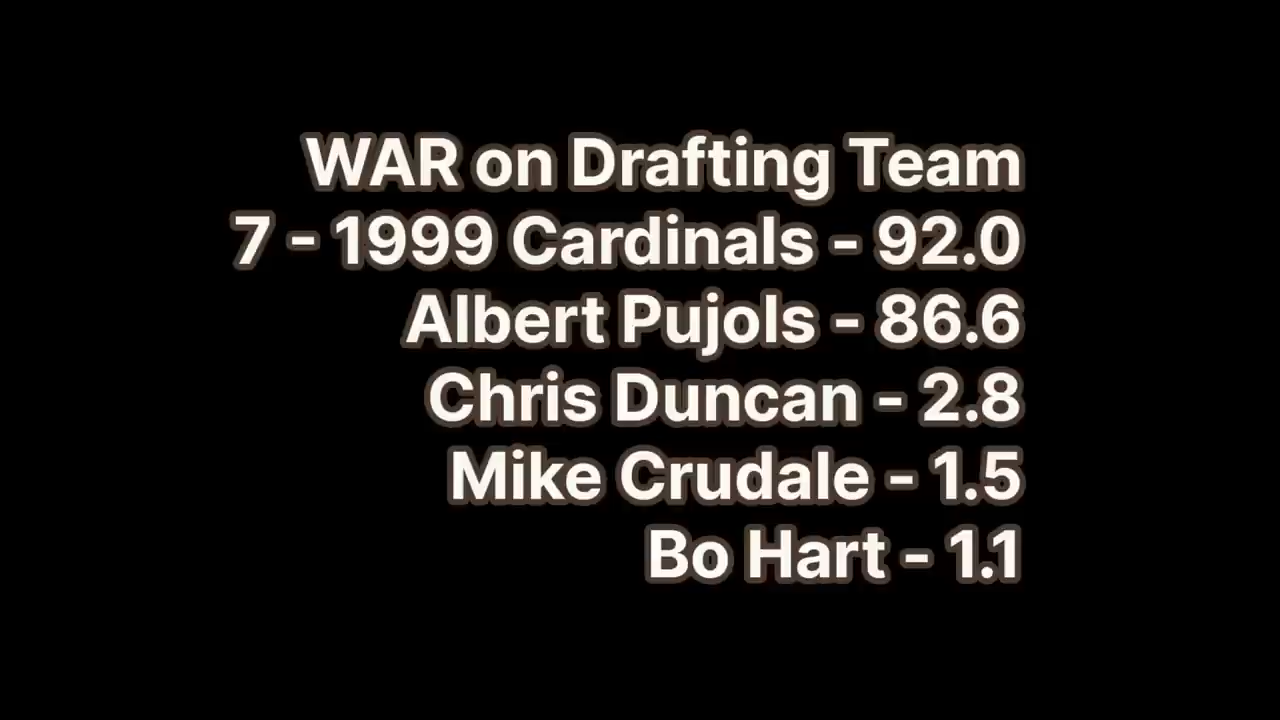 WAR on Drafting Team
7 - 1999 Cardinals - 92.0
Albert Pujols - 86.6
Chris Duncan - 2.8
Mike Crudale - 1.5
Bo Hart - 1.1